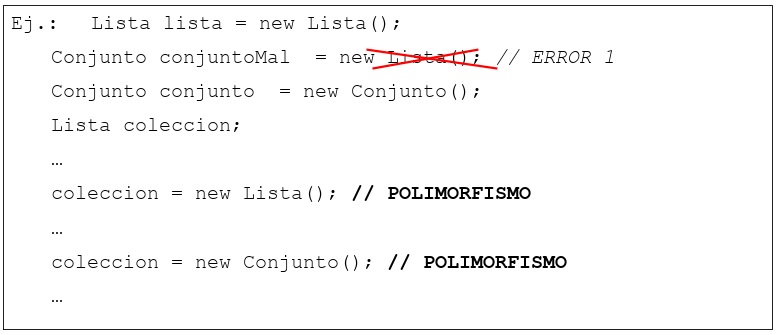 Ej.: Lista lista = new Lista();
Conjunto conjuntoMal = new Lista(); // ERROR 1
Conjunto conjunto = new Conjunto();
Lista coleccion;
…
coleccion = new Lista(); // POLIMORFISMO
…
coleccion = new Conjunto(); // POLIMORFISMO
…